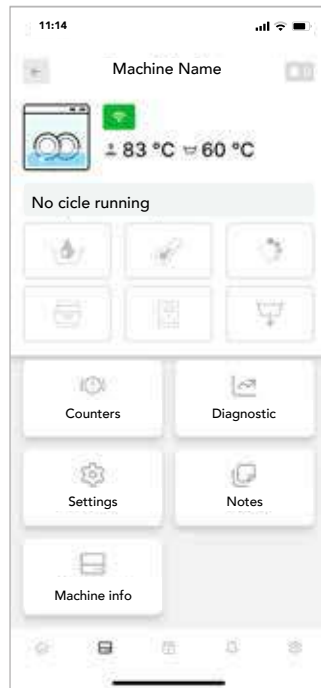 11:14
Machine Name
83 °C 60 °C
No cicle running
Counters
Diagnostic
Settings
Notes
Machine info